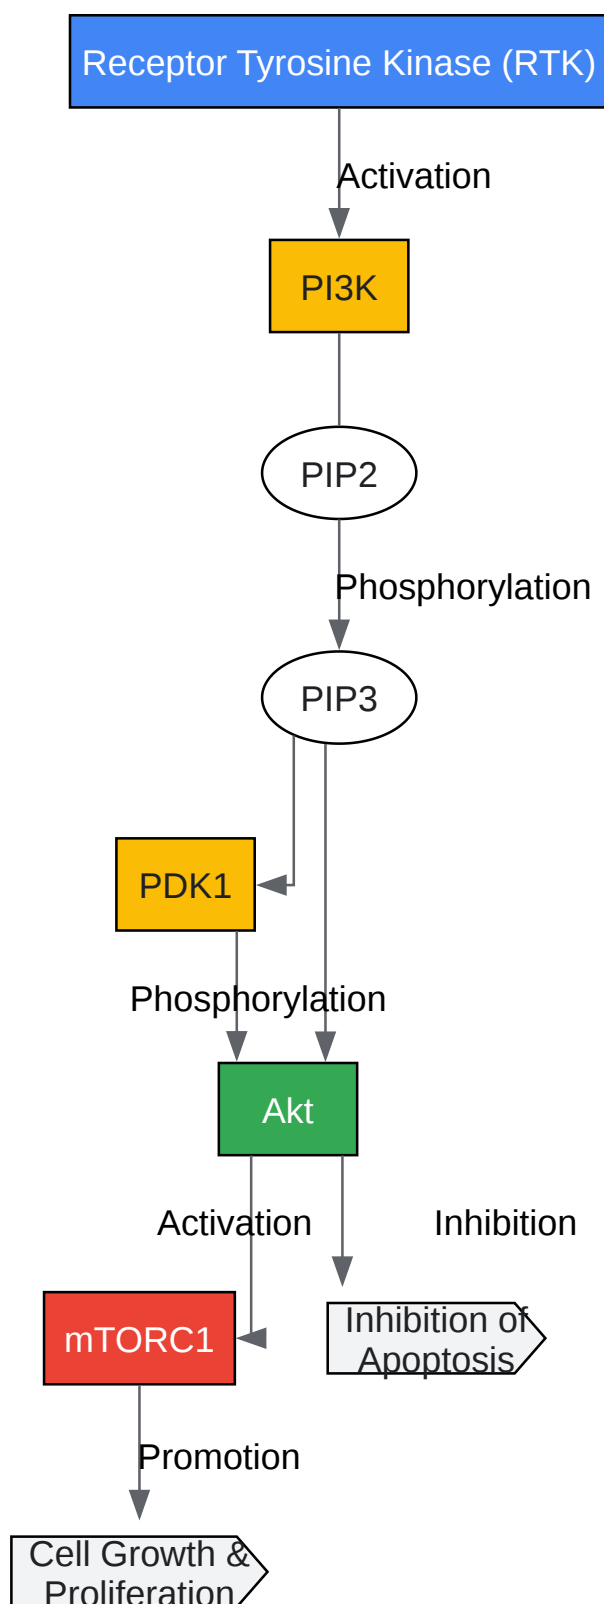 Receptor Tyrosine Kinase (RTK)
Activation
PI3K
PIP2
Phosphorylation
PIP3
PDK1
Phosphorylation
Akt
Activation
Inhibition
mTORC1
Inhibition of
Apoptosis
Promotion
Cell Growth &
Proliferation